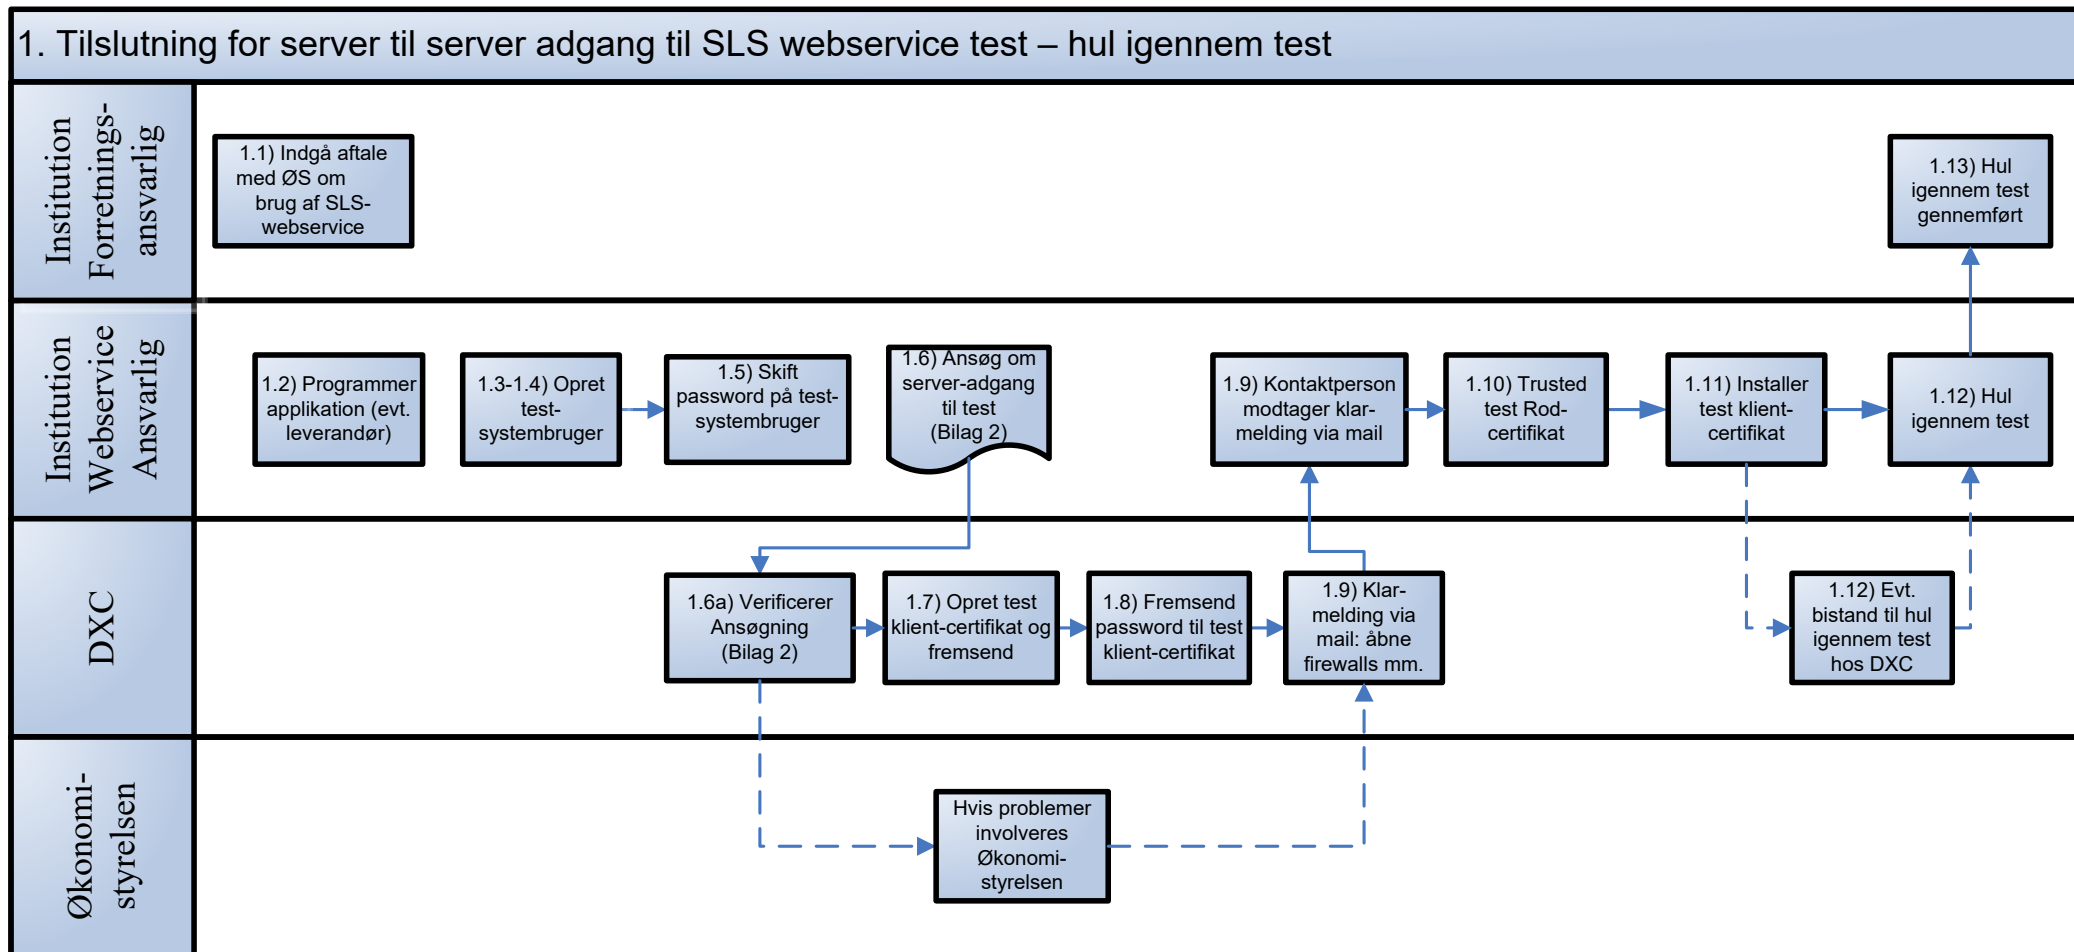 1. Tilslutning for server til server adgang til SLS webservice test – hul igennem test
Institution
Forretnings-
ansvarlig
1.1) Indgå aftale
med ØS om
brug af SLS-
webservice
1.13) Hul
igennem test
gennemført
Institution
Webservice
Ansvarlig
1.2) Programmer
applikation (evt.
leverandør)
1.3-1.4) Opret
test-
systembruger
1.5) Skift
password på test-
systembruger
1.6) Ansøg om
server-adgang
til test
(Bilag 2)
1.9) Kontaktperson
modtager klar-
melding via mail
1.10) Trusted
test Rod-
certifikat
1.11) Installer
test klient-
certifikat
1.12) Hul
igennem test
DXC
1.6a) Verificerer
Ansøgning
(Bilag 2)
1.7) Opret test
klient-certifikat og
fremsend
1.8) Fremsend
password til test
klient-certifikat
1.9) Klar-
melding via
mail: åbne
firewalls mm.
1.12) Evt.
bistand til hul
igennem test
hos DXC
Økonomi-
styrelsen
Hvis problemer
involveres
Økonomi-
styrelsen